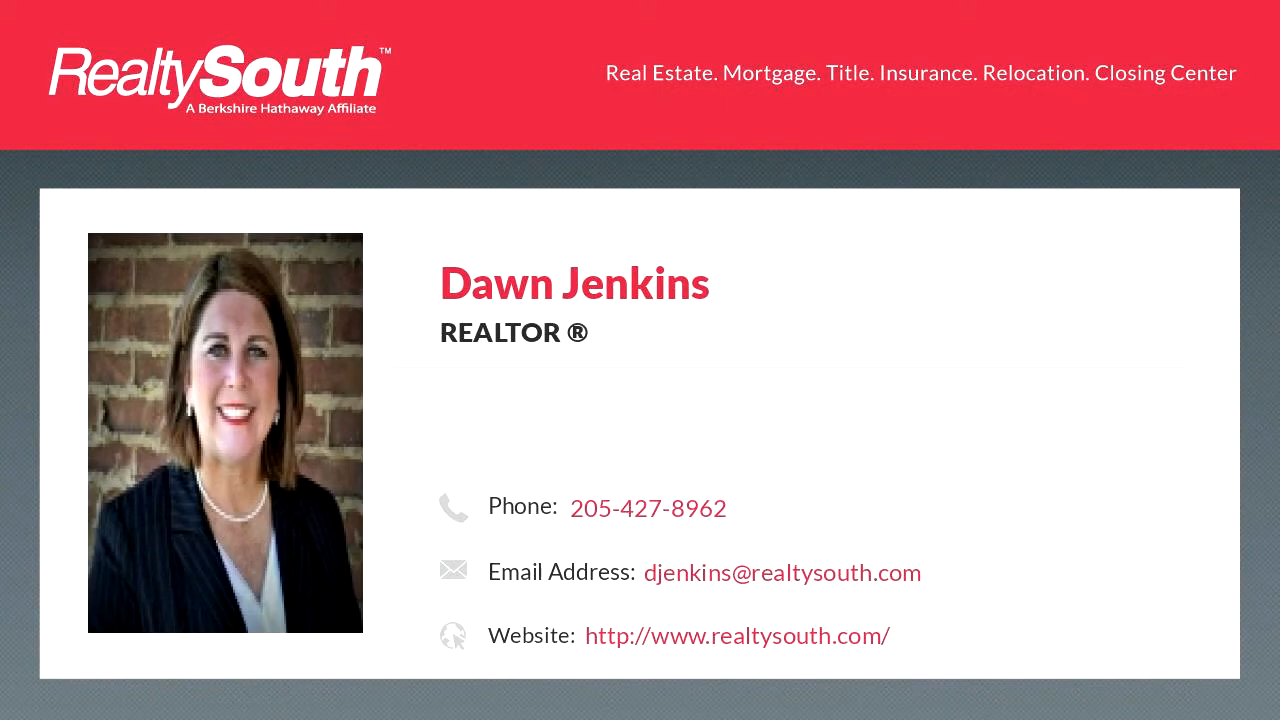 RealtySouth™
A Berkshire Hathaway Affiliate
Real Estate. Mortgage. Title. Insurance. Relocation. Closing Center
Dawn Jenkins
REALTOR ®
Phone: 205-427-8962
Email Address: djenkins@realtysouth.com
Website: http://www.realtysouth.com/